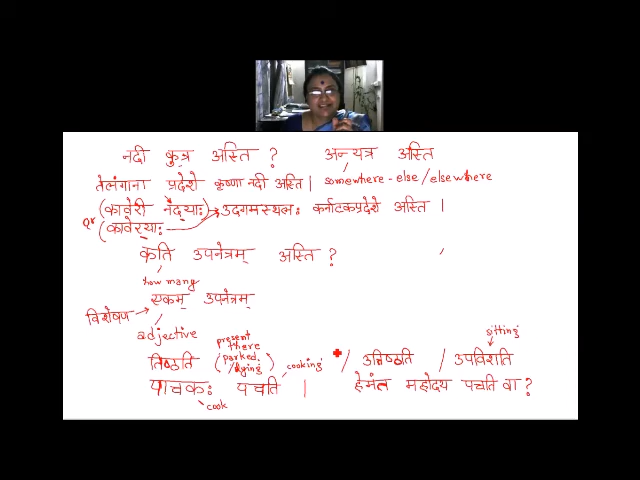 नदी कुत्र अस्ति ? अन्यत्र अस्ति
तेलंगाना प्रदेशे कृष्णा नदी अस्ति | somewhere-else/elsewhere
(कावेरी नद्याः) उदगमस्थलः कर्नाटकप्रदेशे अस्ति |
or (कावेर्याः
कति उपनेत्रम् अस्ति ?
how many
एकम् उपनेत्रम्
विशेषण
adjective
present there
sitting
तिष्ठति (parked, /lying) cooking / उत्तिष्ठति / उपविशति
पाचकः पचति | हेमंत महोदय पचति वा ?
cook